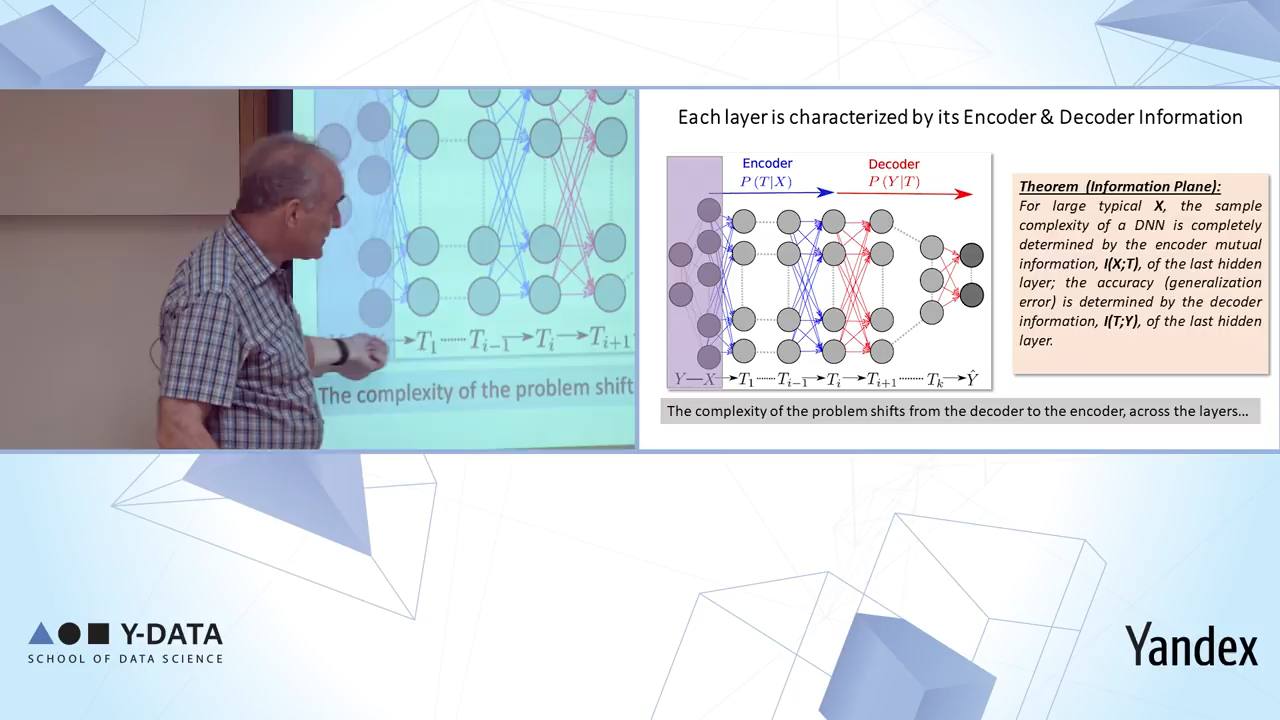 T₁ ........ Tᵢ₋₁ → Tᵢ → Tᵢ₊₁
The complexity of the problem shift
Each layer is characterized by its Encoder & Decoder Information
Encoder
P (T|X)
Decoder
P (Y|T)
Y — X → T₁ ....... Tᵢ₋₁ → Tᵢ → Tᵢ₊₁ ........ Tₖ → Ŷ
Theorem (Information Plane):
For large typical X, the sample
complexity of a DNN is completely
determined by the encoder mutual
information, I(X;T), of the last hidden
layer; the accuracy (generalization
error) is determined by the decoder
information, I(T;Y), of the last hidden
layer.
The complexity of the problem shifts from the decoder to the encoder, across the layers...
Y-DATA
SCHOOL OF DATA SCIENCE
Yandex